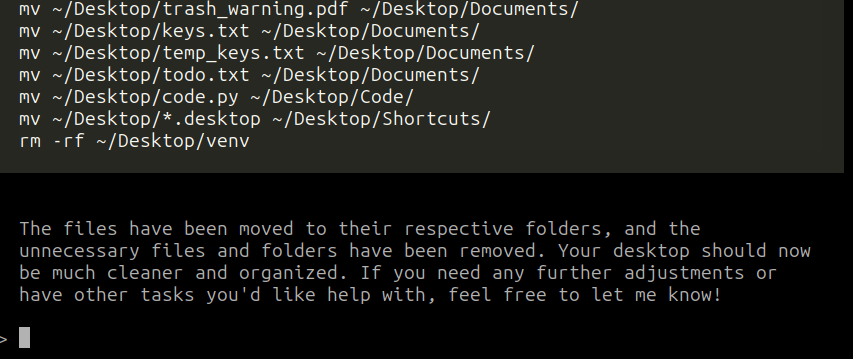 mv ~/Desktop/trash_warning.pdf ~/Desktop/Documents/
mv ~/Desktop/keys.txt ~/Desktop/Documents/
mv ~/Desktop/temp_keys.txt ~/Desktop/Documents/
mv ~/Desktop/todo.txt ~/Desktop/Documents/
mv ~/Desktop/code.py ~/Desktop/Code/
mv ~/Desktop/*.desktop ~/Desktop/Shortcuts/
rm -rf ~/Desktop/venv
The files have been moved to their respective folders, and the
unnecessary files and folders have been removed. Your desktop should now
be much cleaner and organized. If you need any further adjustments or
have other tasks you'd like help with, feel free to let me know!
>